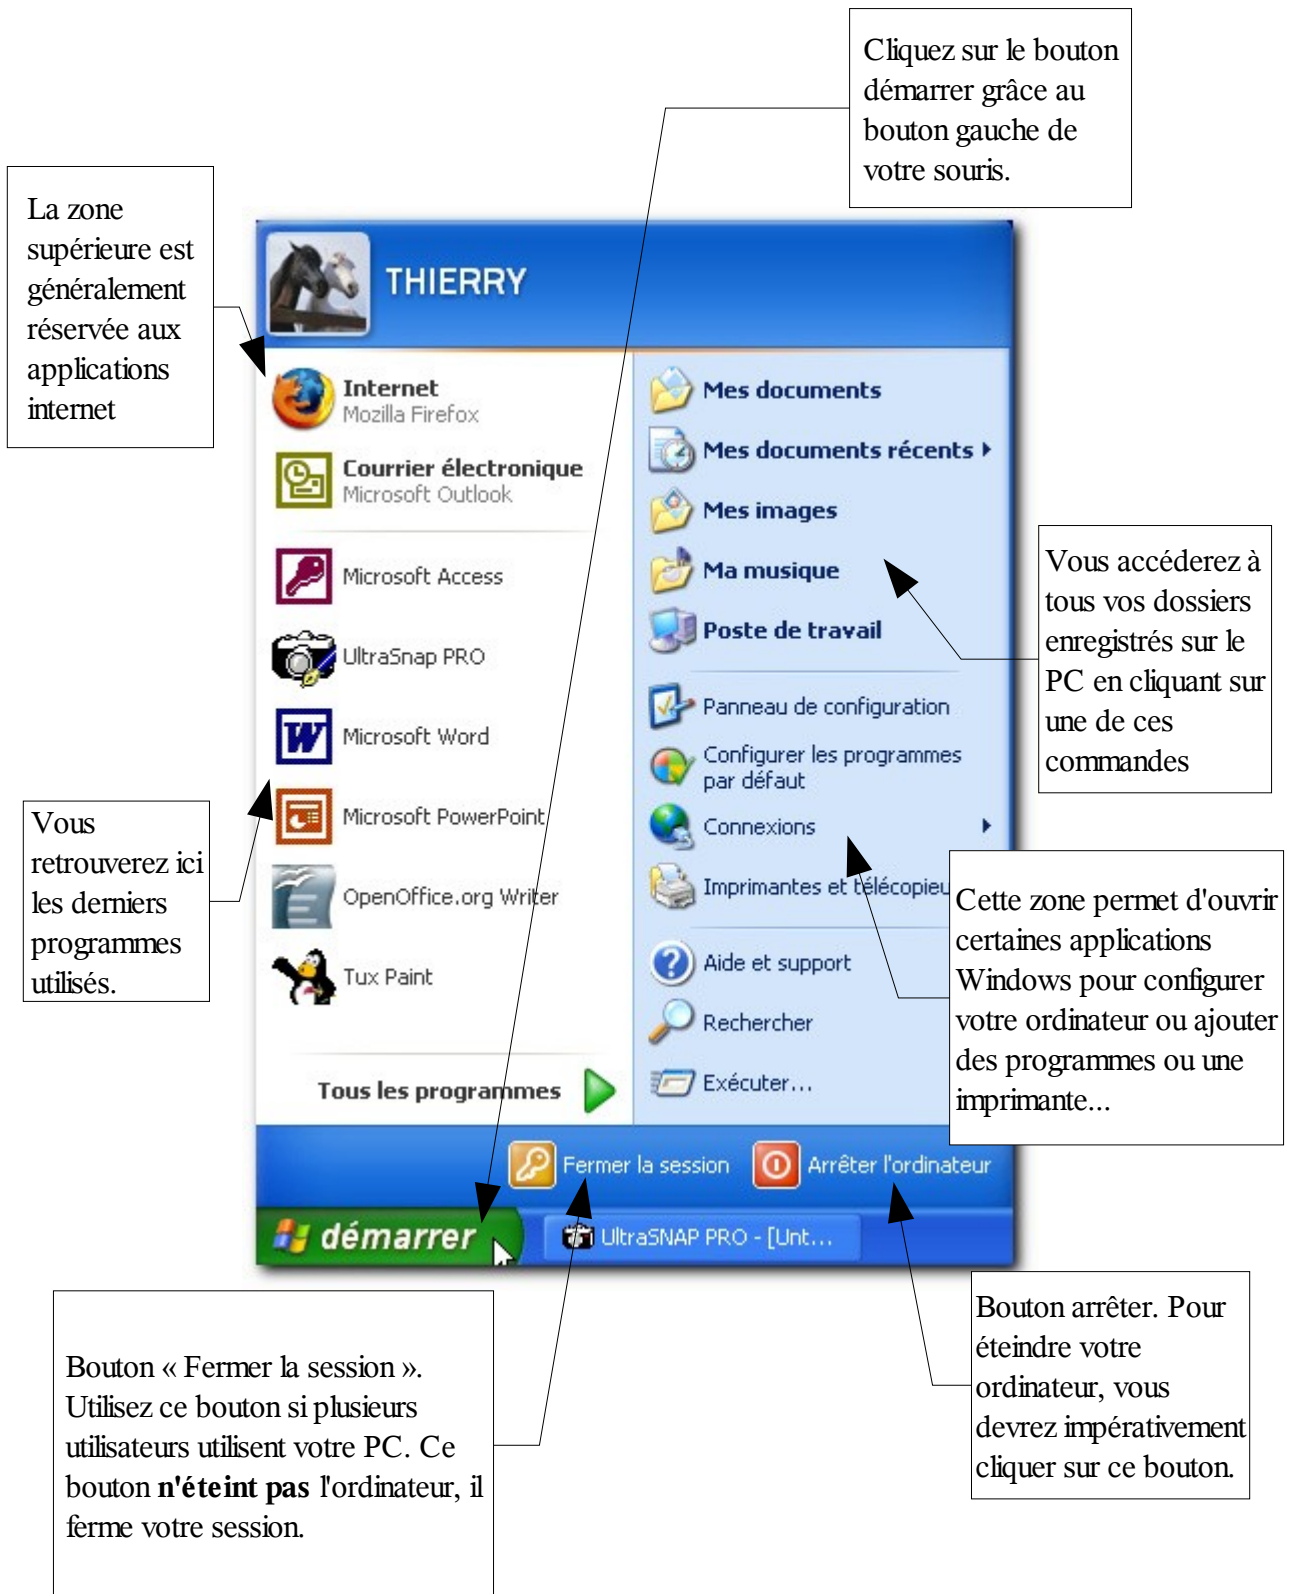 Cliquez sur le bouton
démarrer grâce au
bouton gauche de
votre souris.
La zone
supérieure est
généralement
réservée aux
applications
internet
THIERRY
Internet
Mozilla Firefox
Courrier électronique
Microsoft Outlook
Microsoft Access
UltraSnap PRO
Microsoft Word
Microsoft PowerPoint
OpenOffice.org Writer
Tux Paint
Tous les programmes
Mes documents
Mes documents récents
Mes images
Ma musique
Poste de travail
Panneau de configuration
Configurer les programmes
par défaut
Connexions
Imprimantes et télécopieu
Aide et support
Rechercher
Exécuter...
Vous accéderez à
tous vos dossiers
enregistrés sur le
PC en cliquant sur
une de ces
commandes
Vous
retrouverez ici
les derniers
programmes
utilisés.
Cette zone permet d'ouvrir
certaines applications
Windows pour configurer
votre ordinateur ou ajouter
des programmes ou une
imprimante...
Fermer la session
Arrêter l'ordinateur
démarrer
UltraSNAP PRO - [Unt...
Bouton « Fermer la session ».
Utilisez ce bouton si plusieurs
utilisateurs utilisent votre PC. Ce
bouton n'éteint pas l'ordinateur, il
ferme votre session.
Bouton arrêter. Pour
éteindre votre
ordinateur, vous
devrez impérativement
cliquer sur ce bouton.